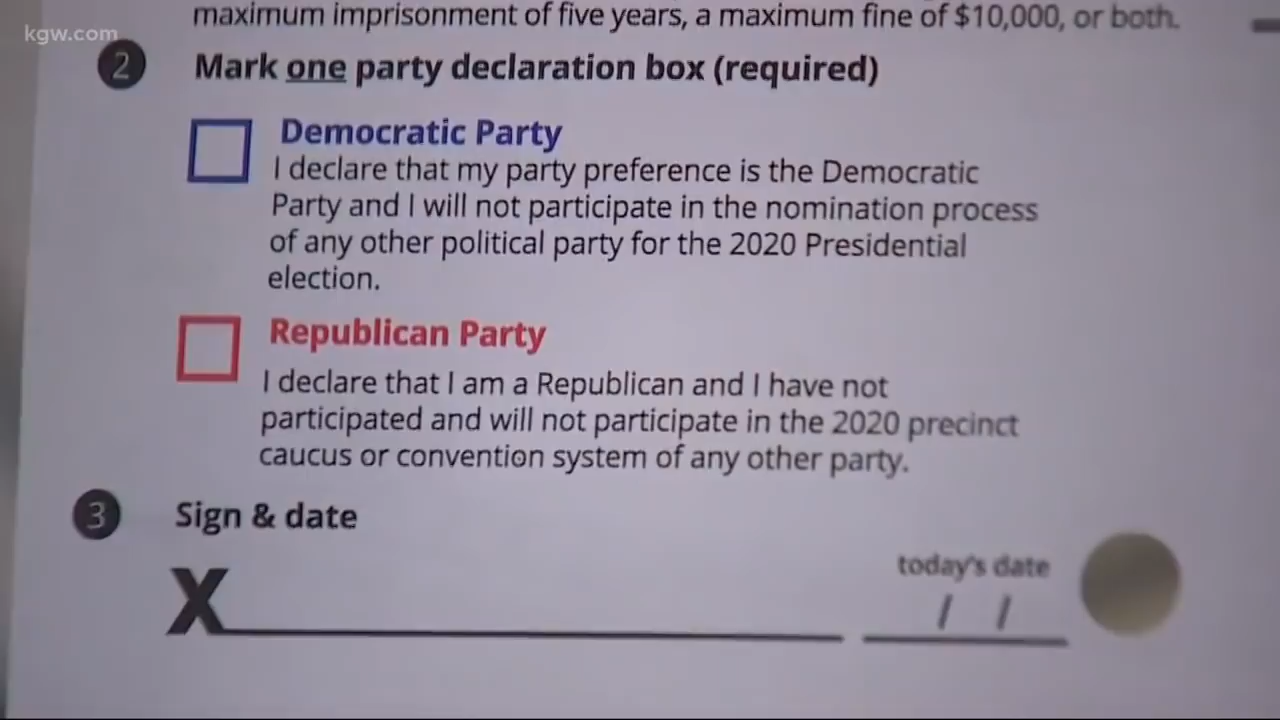 maximum imprisonment of five years, a maximum fine of $10,000, or both.
kgw.com
2 Mark one party declaration box (required)
Democratic Party
I declare that my party preference is the Democratic
Party and I will not participate in the nomination process
of any other political party for the 2020 Presidential
election.
Republican Party
I declare that I am a Republican and I have not
participated and will not participate in the 2020 precinct
caucus or convention system of any other party.
3 Sign & date
today's date
X / /